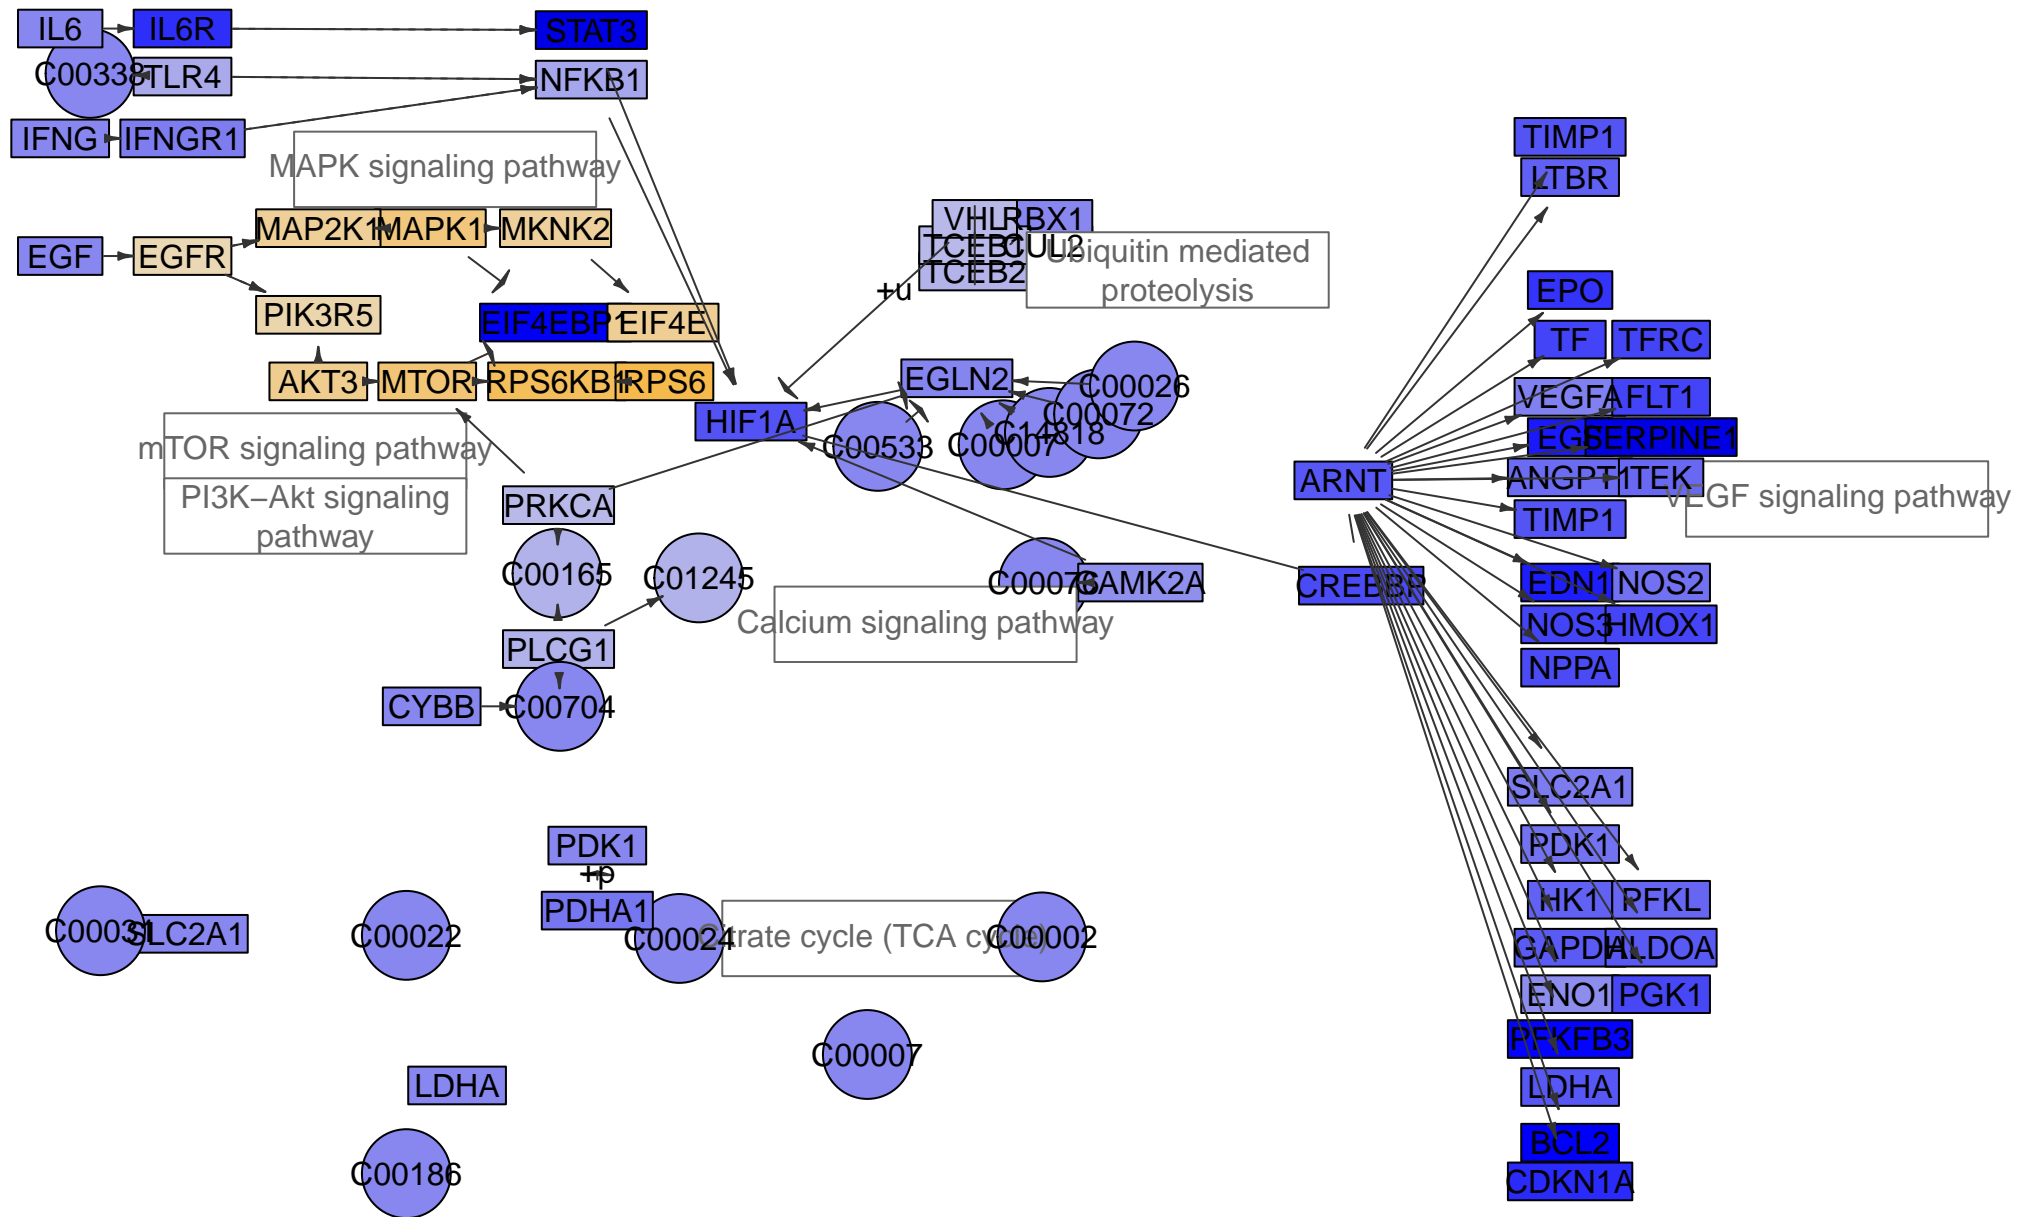 IL6
IL6R
STAT3
C00338
TLR4
NFKB1
IFNG
IFNGR1
MAPK signaling pathway
TIMP1
LTBR
MAP2K1
MAPK1
MKNK2
VHL
RBX1
EGF
EGFR
TCEB1
CUL2
TCEB2
Ubiquitin mediated
proteolysis
+u
EPO
PIK3R5
EIF4EBP1
EIF4E
TF
TFRC
AKT3
MTOR
RPS6KB1
RPS6
EGLN2
C00026
VEGFA
FLT1
HIF1A
C00072
C14818
C00007
C00533
EGF
SERPINE1
mTOR signaling pathway
PI3K–Akt signaling
pathway
ARNT
ANGPT1
TEK
VEGF signaling pathway
PRKCA
TIMP1
C00165
C01245
C00076
CAMK2A
CREBBP
EDN1
NOS2
Calcium signaling pathway
NOS3
HMOX1
PLCG1
NPPA
CYBB
C00704
SLC2A1
PDK1
+p
PDK1
PDHA1
HK1
PFKL
C00031
SLC2A1
C00022
C00024
Citrate cycle (TCA cycle)
C00002
GAPDH
ALDOA
ENO1
PGK1
C00007
PFKFB3
LDHA
LDHA
BCL2
C00186
CDKN1A